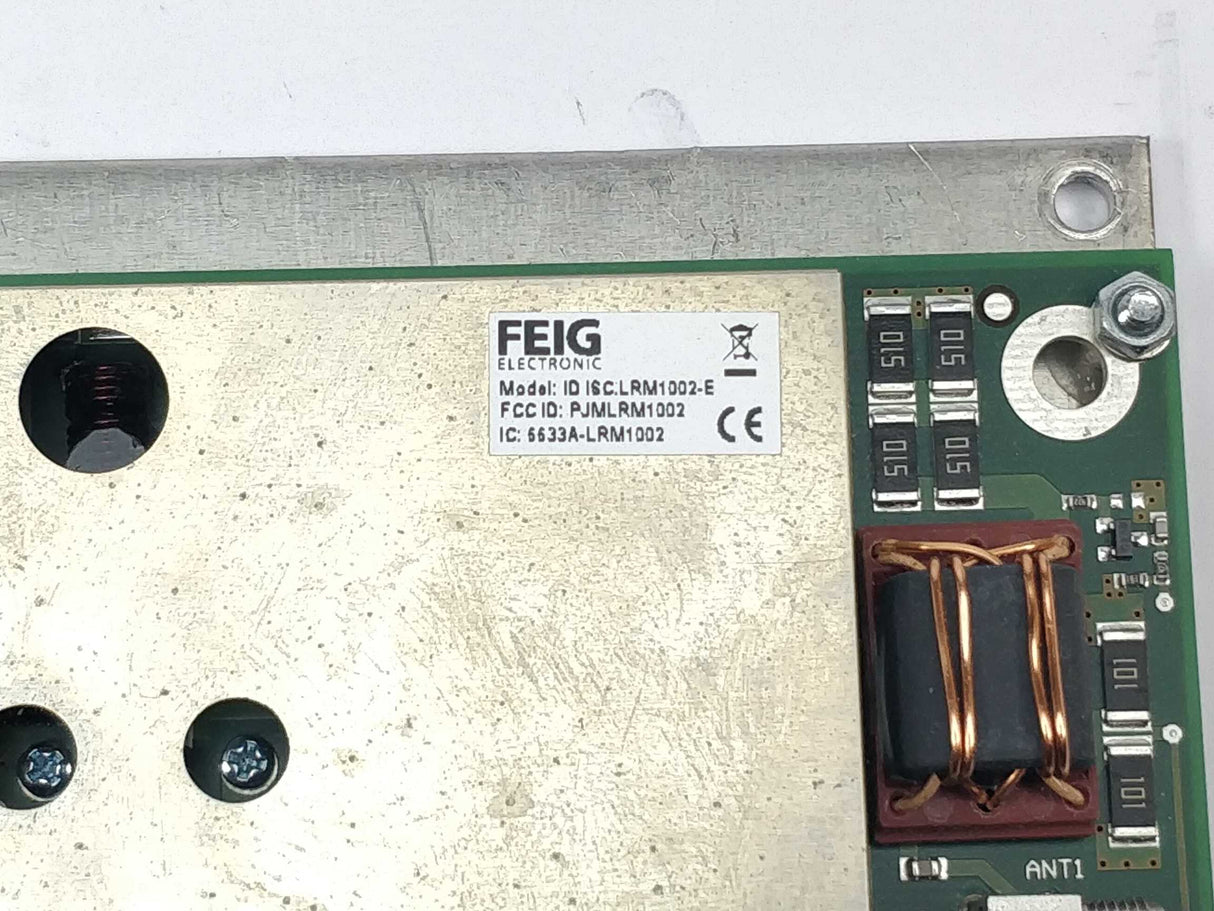 FEIG
ELECTRONIC
Model: ID ISC.LRM1002-E
FCC ID: PJMLRM1002
IC: 6633A-LRM1002
CE
510
510
510
510
101
101
ANT1